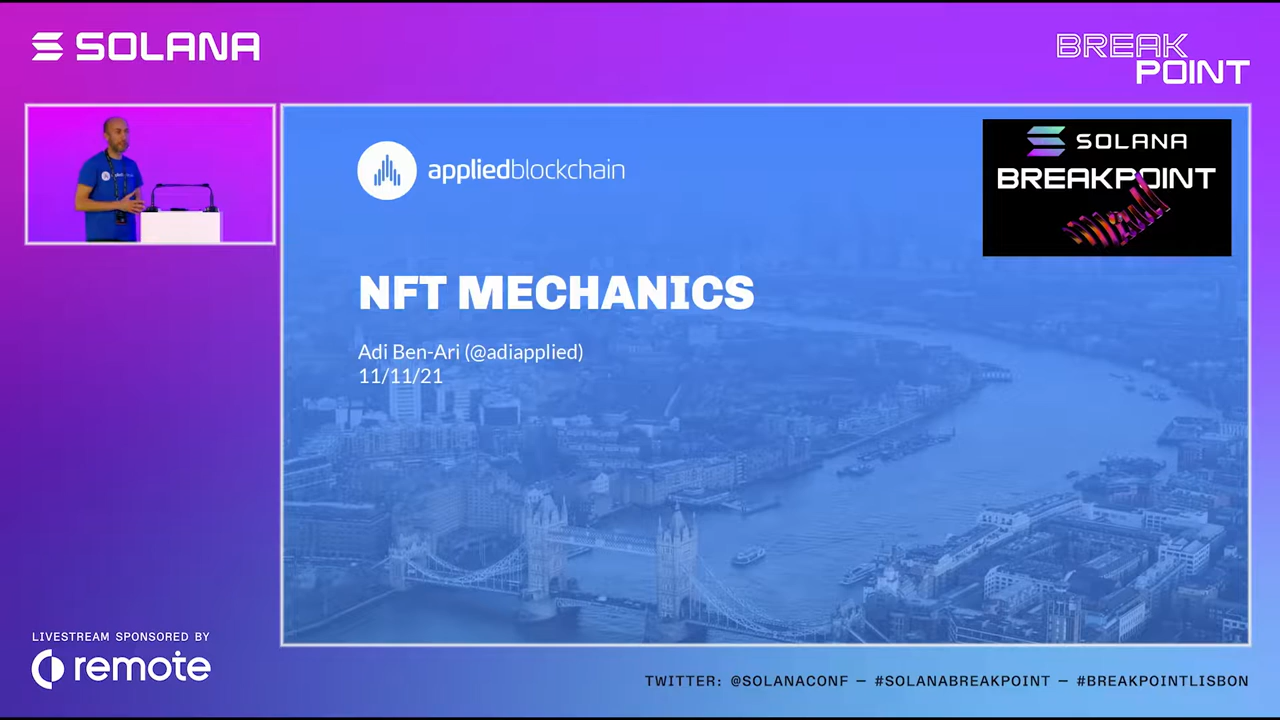 SOLANA
BREAK
POINT
appliedblockchain
SOLANA
BREAKPOINT
NFT MECHANICS
Adi Ben-Ari (@adiapplied)
11/11/21
LIVESTREAM SPONSORED BY
remote
TWITTER: @SOLANACONF — #SOLANABREAKPOINT — #BREAKPOINTLISBON